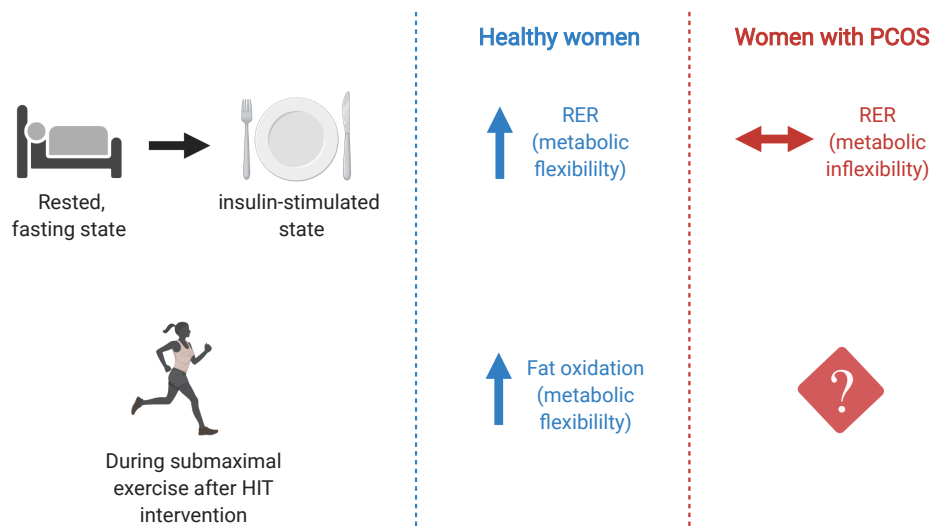 Healthy women
Women with PCOS
Rested,
fasting state
insulin-stimulated
state
RER
(metabolic
flexibililty)
RER
(metabolic
inflexibility)
During submaximal
exercise after HIT
intervention
Fat oxidation
(metabolic
flexibililty)
?